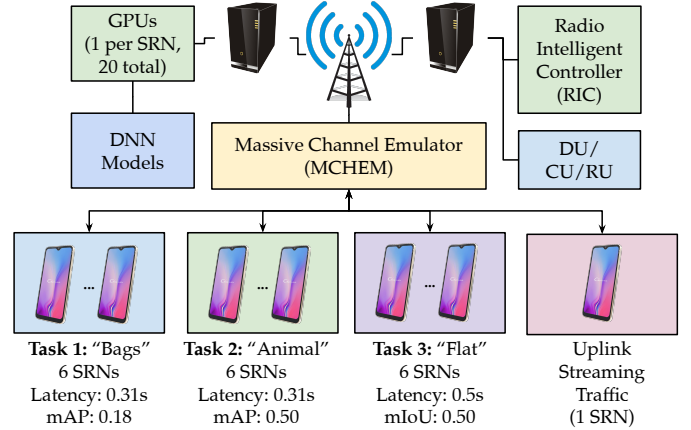 GPUs
(1 per SRN,
20 total)
Radio
Intelligent
Controller
(RIC)
DNN
Models
Massive Channel Emulator
(MCHEM)
DU/
CU/RU
...
...
...
Task 1: “Bags”
6 SRNs
Latency: 0.31s
mAP: 0.18
Task 2: “Animal”
6 SRNs
Latency: 0.31s
mAP: 0.50
Task 3: “Flat”
6 SRNs
Latency: 0.5s
mIoU: 0.50
Uplink
Streaming
Traffic
(1 SRN)